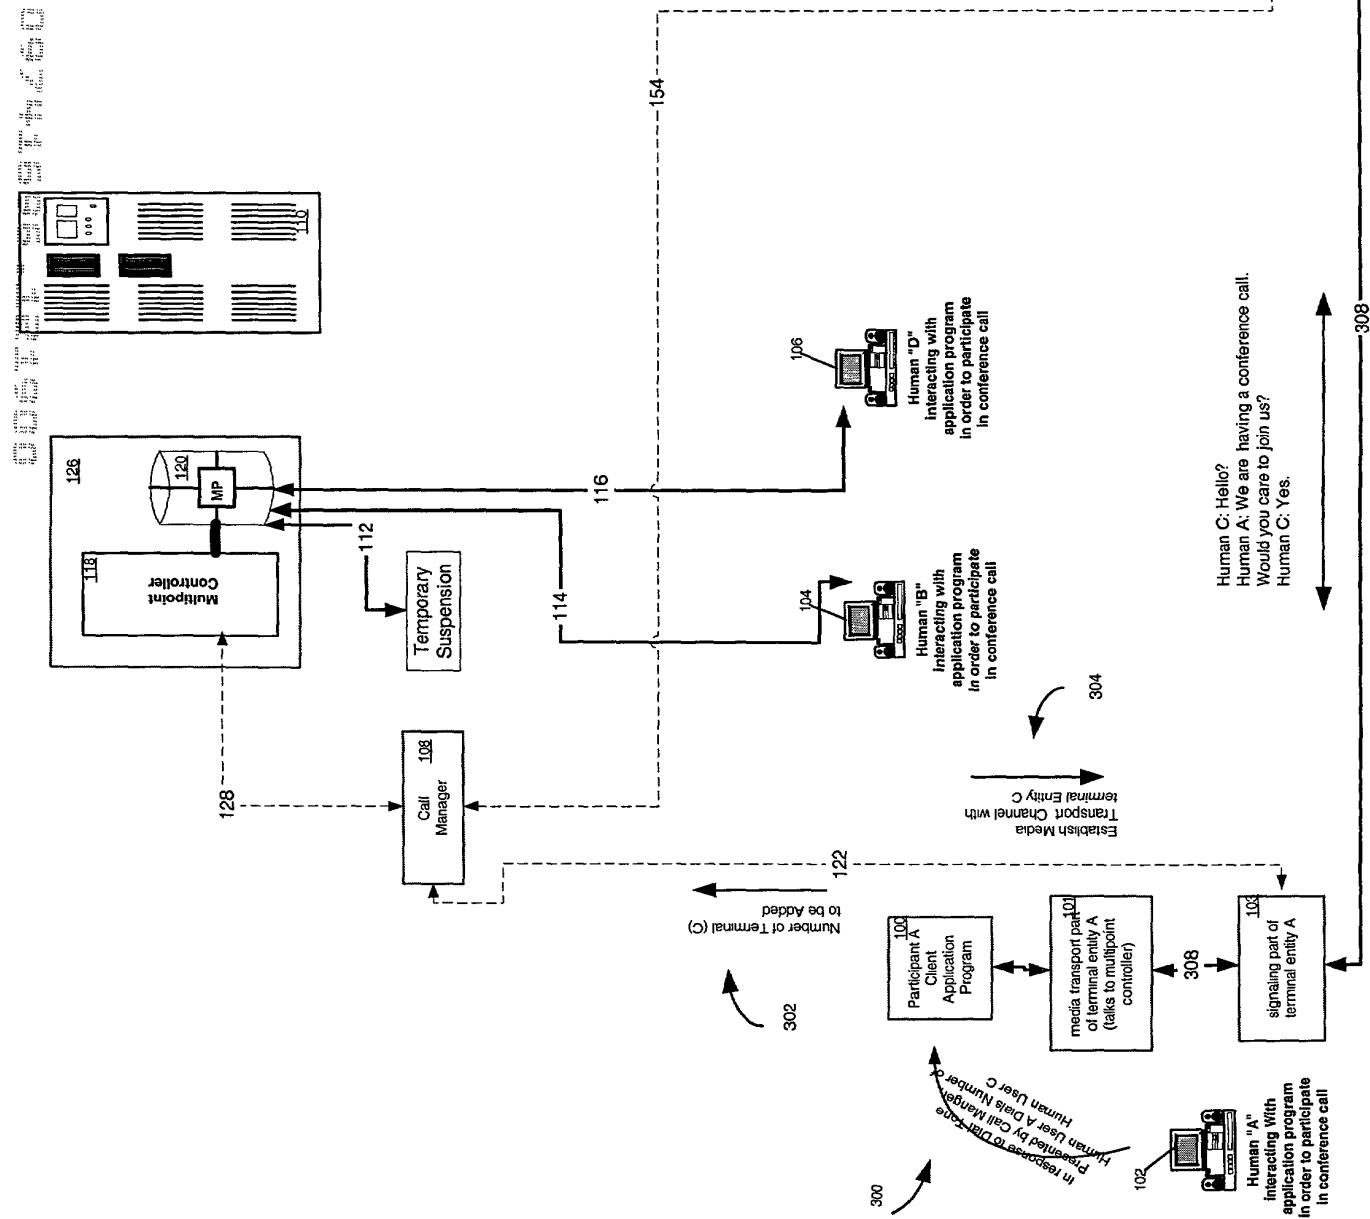 110
154
126
120
MP
118
Multipoint
Controller
116
112
114
Temporary
Suspension
128
108
Call
Manager
106
Human "D"
interacting with
application program
in order to participate
in conference call
104
Human "B"
interacting with
application program
in order to participate
in conference call
Human C: Hello?
Human A: We are having a conference call.
Would you care to join us?
Human C: Yes.
308
304
Establish Media
Transport Channel with
terminal Entity C
122
Number of Terminal (C)
to be Added
302
100
Participant A
Client
Application
Program
101
media transport part
of terminal entity A
(talks to multipoint
controller)
308
103
signaling part of
terminal entity A
In response to Dial Tone
Presented by Call Manger,
Human User A Dials Number of
Human User C
300
102
Human "A"
interacting With
application program
in order to participate
in conference call